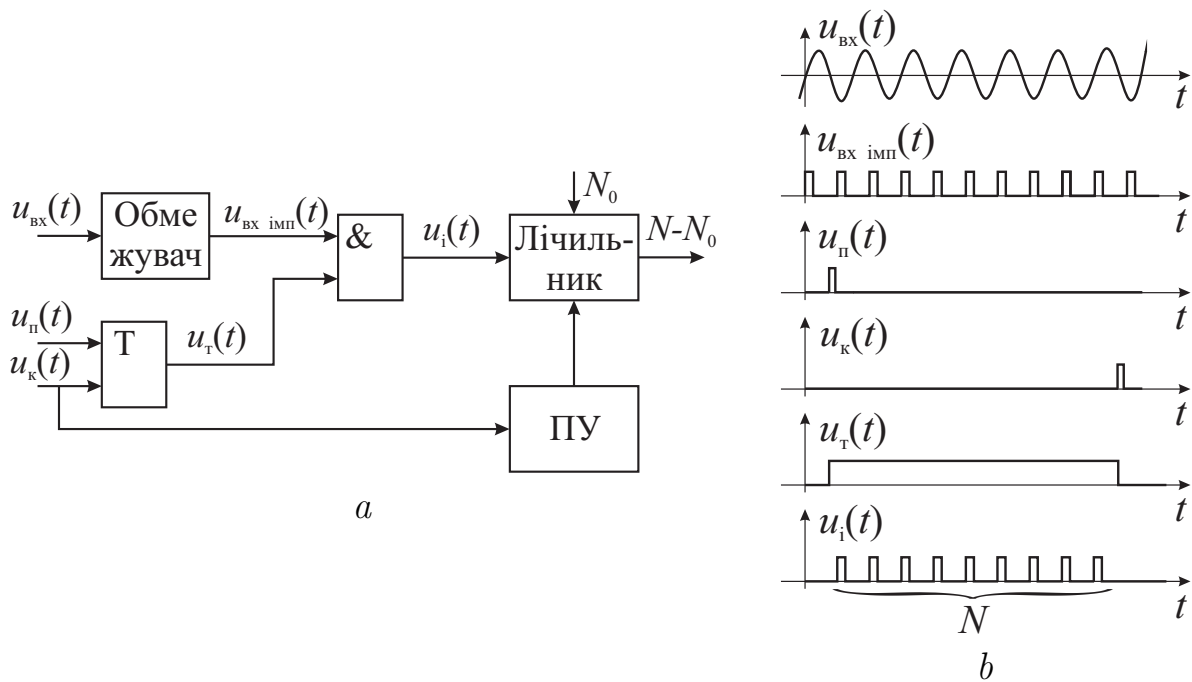 u_вх(t)
Обме
жувач
u_вх імп(t)
&
u_і(t)
N_0
Лічиль-
ник
N-N_0
u_п(t)
u_к(t)
Т
u_т(t)
ПУ
a
u_вх(t)
t
u_вх імп(t)
t
u_п(t)
t
u_к(t)
t
u_т(t)
t
u_і(t)
t
N
b